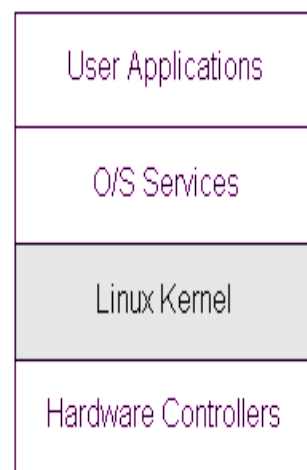 User Applications
O/S Services
Linux Kernel
Hardware Controllers